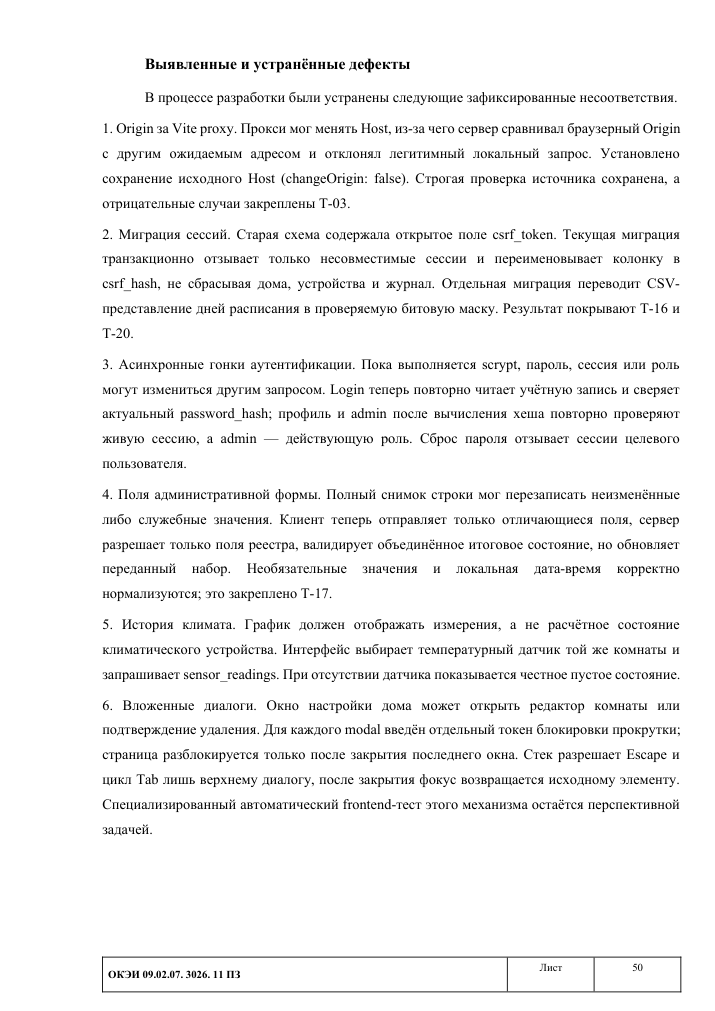 Выявленные и устранённые дефекты
В процессе разработки были устранены следующие зафиксированные несоответствия.
1. Origin за Vite proxy. Прокси мог менять Host, из-за чего сервер сравнивал браузерный Origin
с другим ожидаемым адресом и отклонял легитимный локальный запрос. Установлено
сохранение исходного Host (changeOrigin: false). Строгая проверка источника сохранена, а
отрицательные случаи закреплены Т-03.
2. Миграция сессий. Старая схема содержала открытое поле csrf_token. Текущая миграция
транзакционно отзывает только несовместимые сессии и переименовывает колонку в
csrf_hash, не сбрасывая дома, устройства и журнал. Отдельная миграция переводит CSV-
представление дней расписания в проверяемую битовую маску. Результат покрывают Т-16 и
Т-20.
3. Асинхронные гонки аутентификации. Пока выполняется scrypt, пароль, сессия или роль
могут измениться другим запросом. Login теперь повторно читает учётную запись и сверяет
актуальный password_hash; профиль и admin после вычисления хеша повторно проверяют
живую сессию, а admin — действующую роль. Сброс пароля отзывает сессии целевого
пользователя.
4. Поля административной формы. Полный снимок строки мог перезаписать неизменённые
либо служебные значения. Клиент теперь отправляет только отличающиеся поля, сервер
разрешает только поля реестра, валидирует объединённое итоговое состояние, но обновляет
переданный набор. Необязательные значения и локальная дата-время корректно
нормализуются; это закреплено Т-17.
5. История климата. График должен отображать измерения, а не расчётное состояние
климатического устройства. Интерфейс выбирает температурный датчик той же комнаты и
запрашивает sensor_readings. При отсутствии датчика показывается честное пустое состояние.
6. Вложенные диалоги. Окно настройки дома может открыть редактор комнаты или
подтверждение удаления. Для каждого modal введён отдельный токен блокировки прокрутки;
страница разблокируется только после закрытия последнего окна. Стек разрешает Escape и
цикл Tab лишь верхнему диалогу, после закрытия фокус возвращается исходному элементу.
Специализированный автоматический frontend-тест этого механизма остаётся перспективной
задачей.
ОКЭИ 09.02.07. 3026. 11 ПЗ
Лист
50